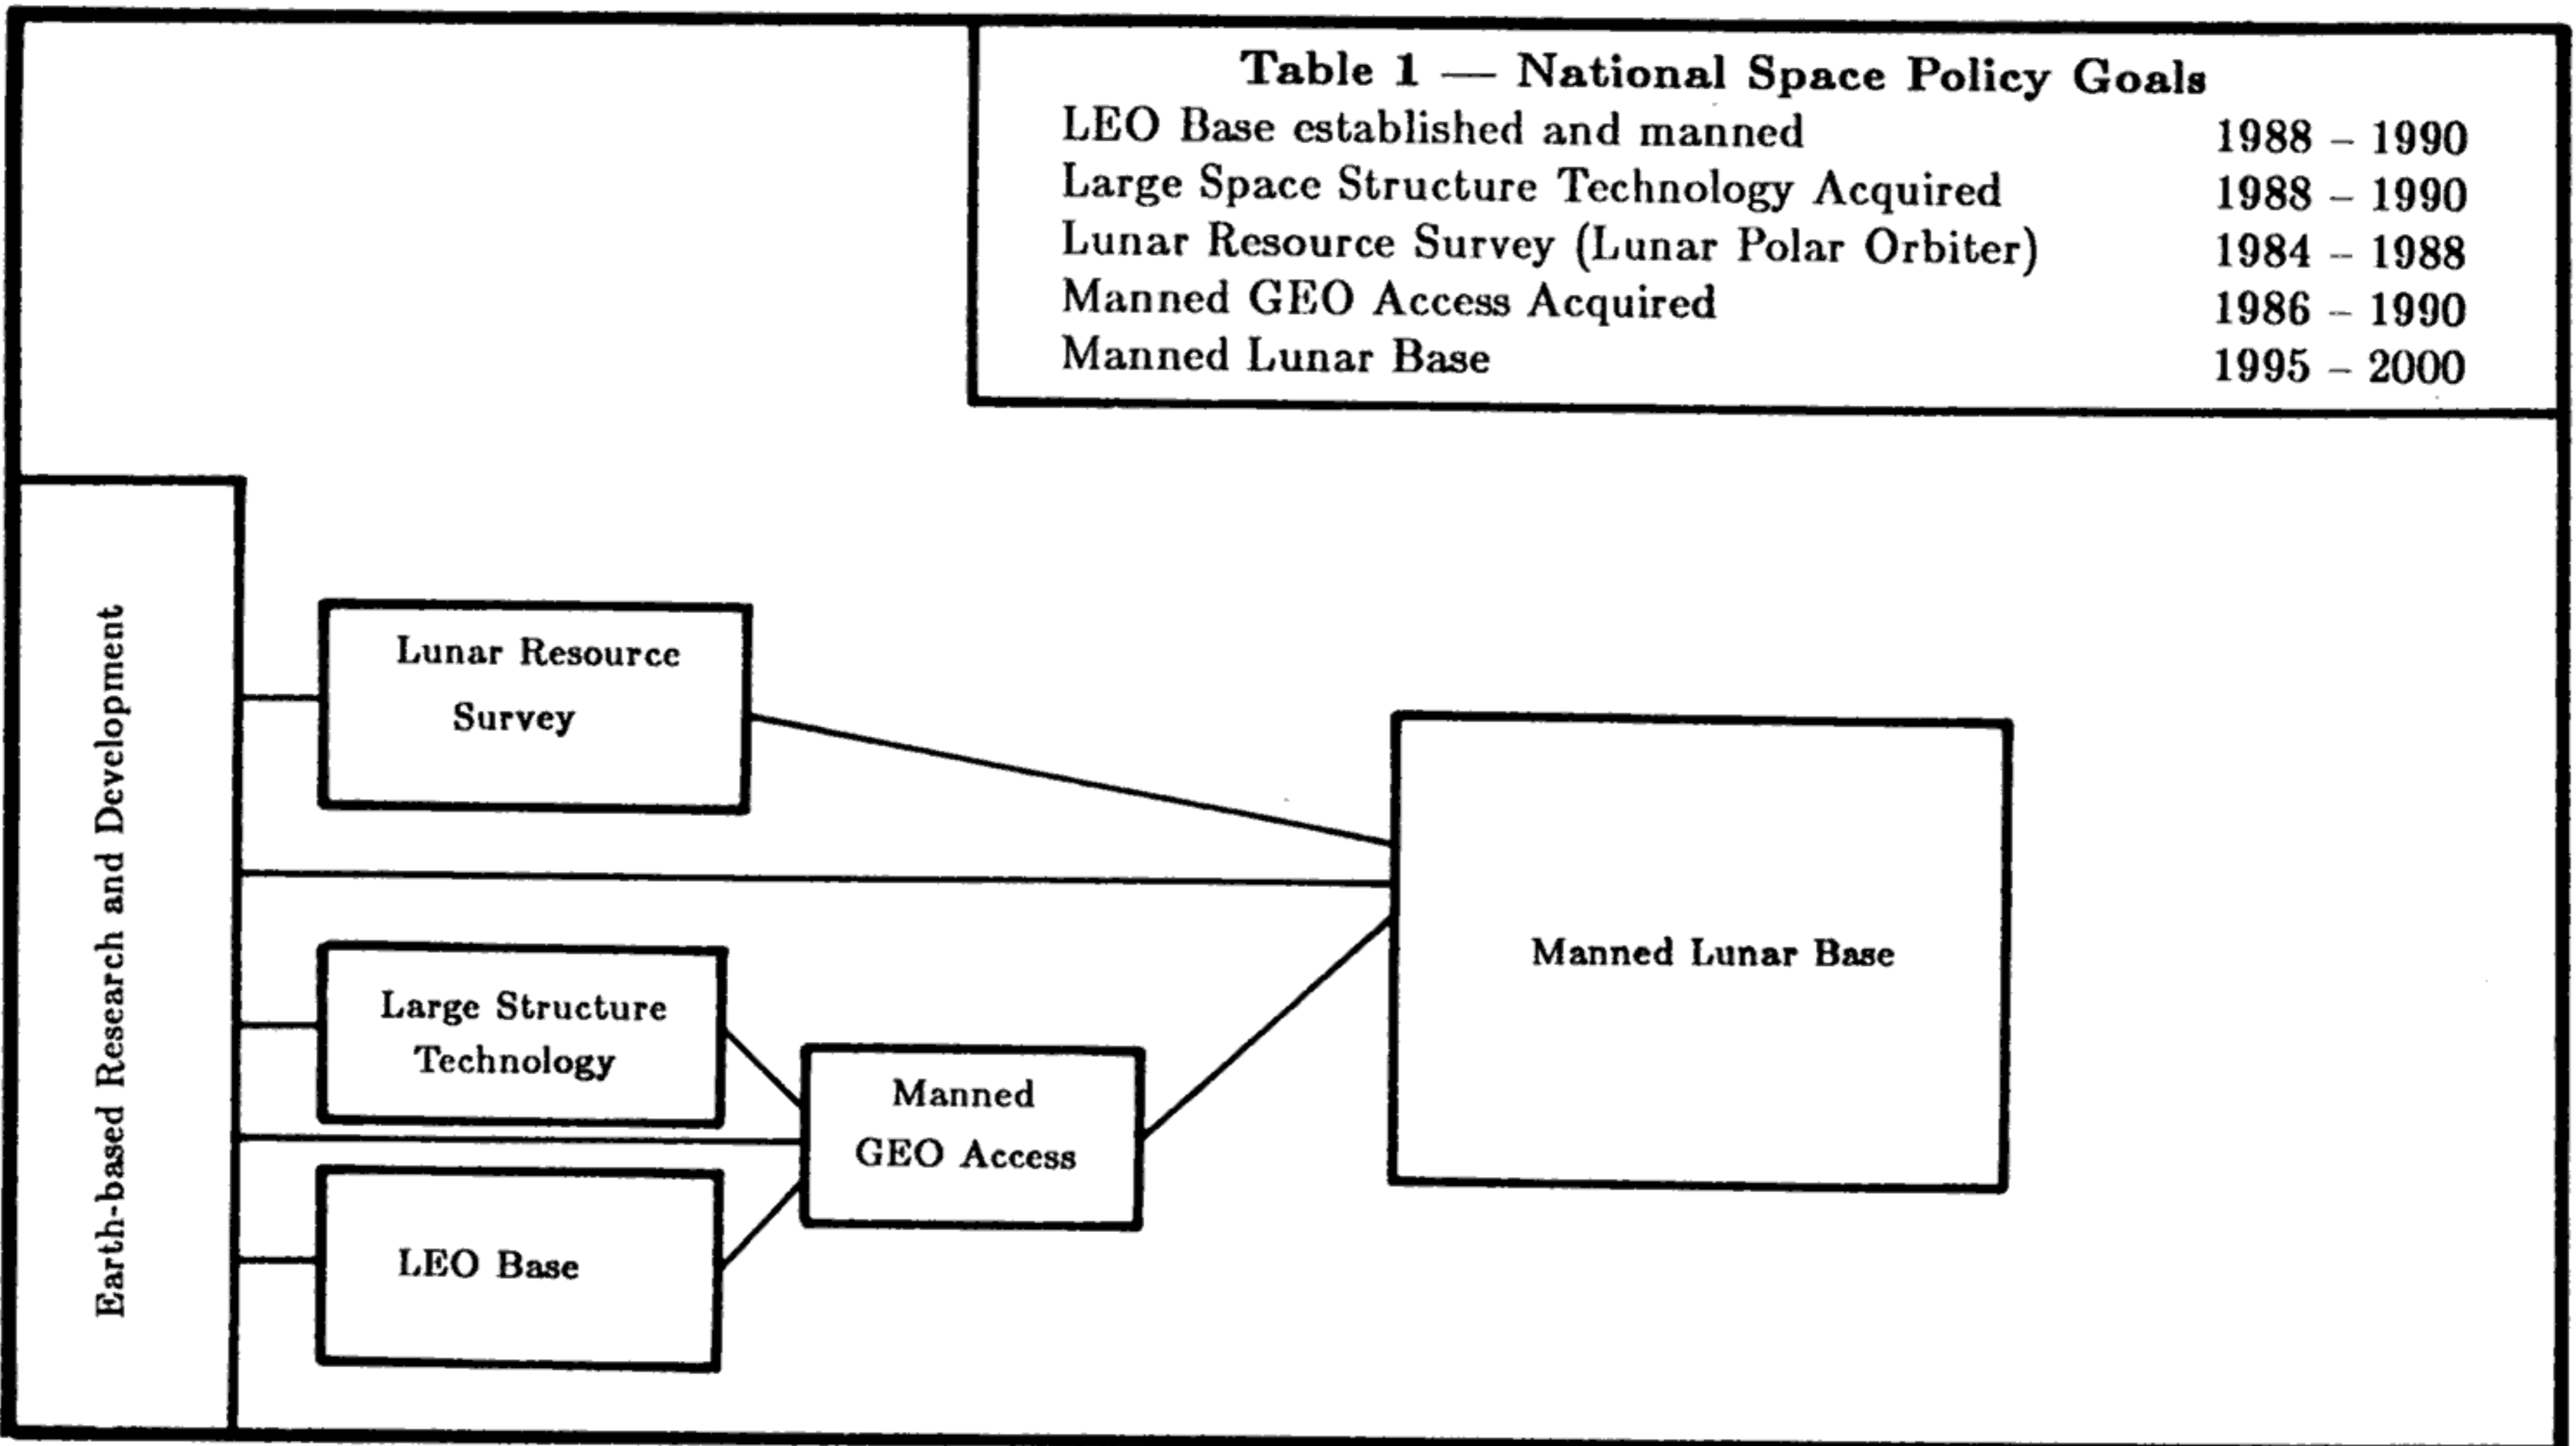 Table 1 — National Space Policy Goals
LEO Base established and manned 1988 – 1990
Large Space Structure Technology Acquired 1988 – 1990
Lunar Resource Survey (Lunar Polar Orbiter) 1984 – 1988
Manned GEO Access Acquired 1986 – 1990
Manned Lunar Base 1995 – 2000
Earth-based Research and Development
Lunar Resource
Survey
Large Structure
Technology
LEO Base
Manned
GEO Access
Manned Lunar Base